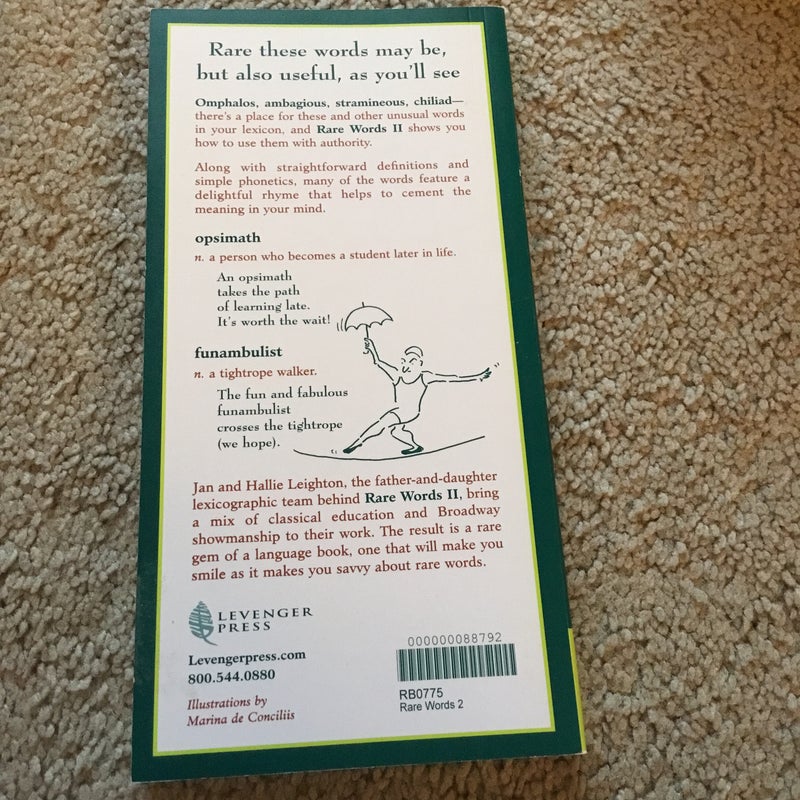 Rare these words may be,
but also useful, as you'll see
Omphalos, ambagious, stramineous, chiliad—
there's a place for these and other unusual words
in your lexicon, and Rare Words II shows you
how to use them with authority.
Along with straightforward definitions and
simple phonetics, many of the words feature a
delightful rhyme that helps to cement the
meaning in your mind.
opsimath
n. a person who becomes a student later in life.
An opsimath
takes the path
of learning late.
It's worth the wait!
funambulist
n. a tightrope walker.
The fun and fabulous
funambulist
crosses the tightrope
(we hope).
Jan and Hallie Leighton, the father-and-daughter
lexicographic team behind Rare Words II, bring
a mix of classical education and Broadway
showmanship to their work. The result is a rare
gem of a language book, one that will make you
smile as it makes you savvy about rare words.
LEVENGER
PRESS
Levengerpress.com
800.544.0880
Illustrations by
Marina de Conciliis
000000088792
RB0775
Rare Words 2